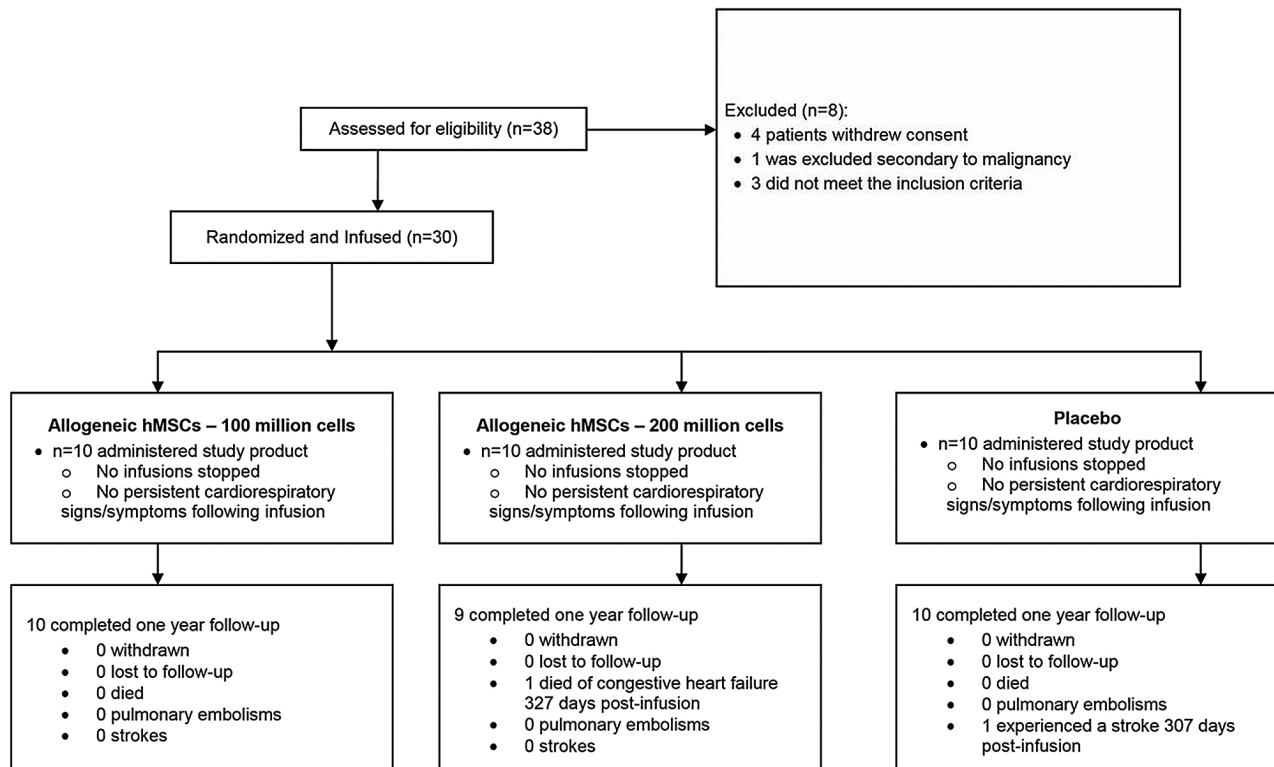 Assessed for eligibility (n=38)
Excluded (n=8):
• 4 patients withdrew consent
• 1 was excluded secondary to malignancy
• 3 did not meet the inclusion criteria
Randomized and Infused (n=30)
Allogeneic hMSCs – 100 million cells
• n=10 administered study product
o No infusions stopped
o No persistent cardiorespiratory
signs/symptoms following infusion
Allogeneic hMSCs – 200 million cells
• n=10 administered study product
o No infusions stopped
o No persistent cardiorespiratory
signs/symptoms following infusion
Placebo
• n=10 administered study product
o No infusions stopped
o No persistent cardiorespiratory
signs/symptoms following infusion
10 completed one year follow-up
• 0 withdrawn
• 0 lost to follow-up
• 0 died
• 0 pulmonary embolisms
• 0 strokes
9 completed one year follow-up
• 0 withdrawn
• 0 lost to follow-up
• 1 died of congestive heart failure
327 days post-infusion
• 0 pulmonary embolisms
• 0 strokes
10 completed one year follow-up
• 0 withdrawn
• 0 lost to follow-up
• 0 died
• 0 pulmonary embolisms
• 1 experienced a stroke 307 days
post-infusion